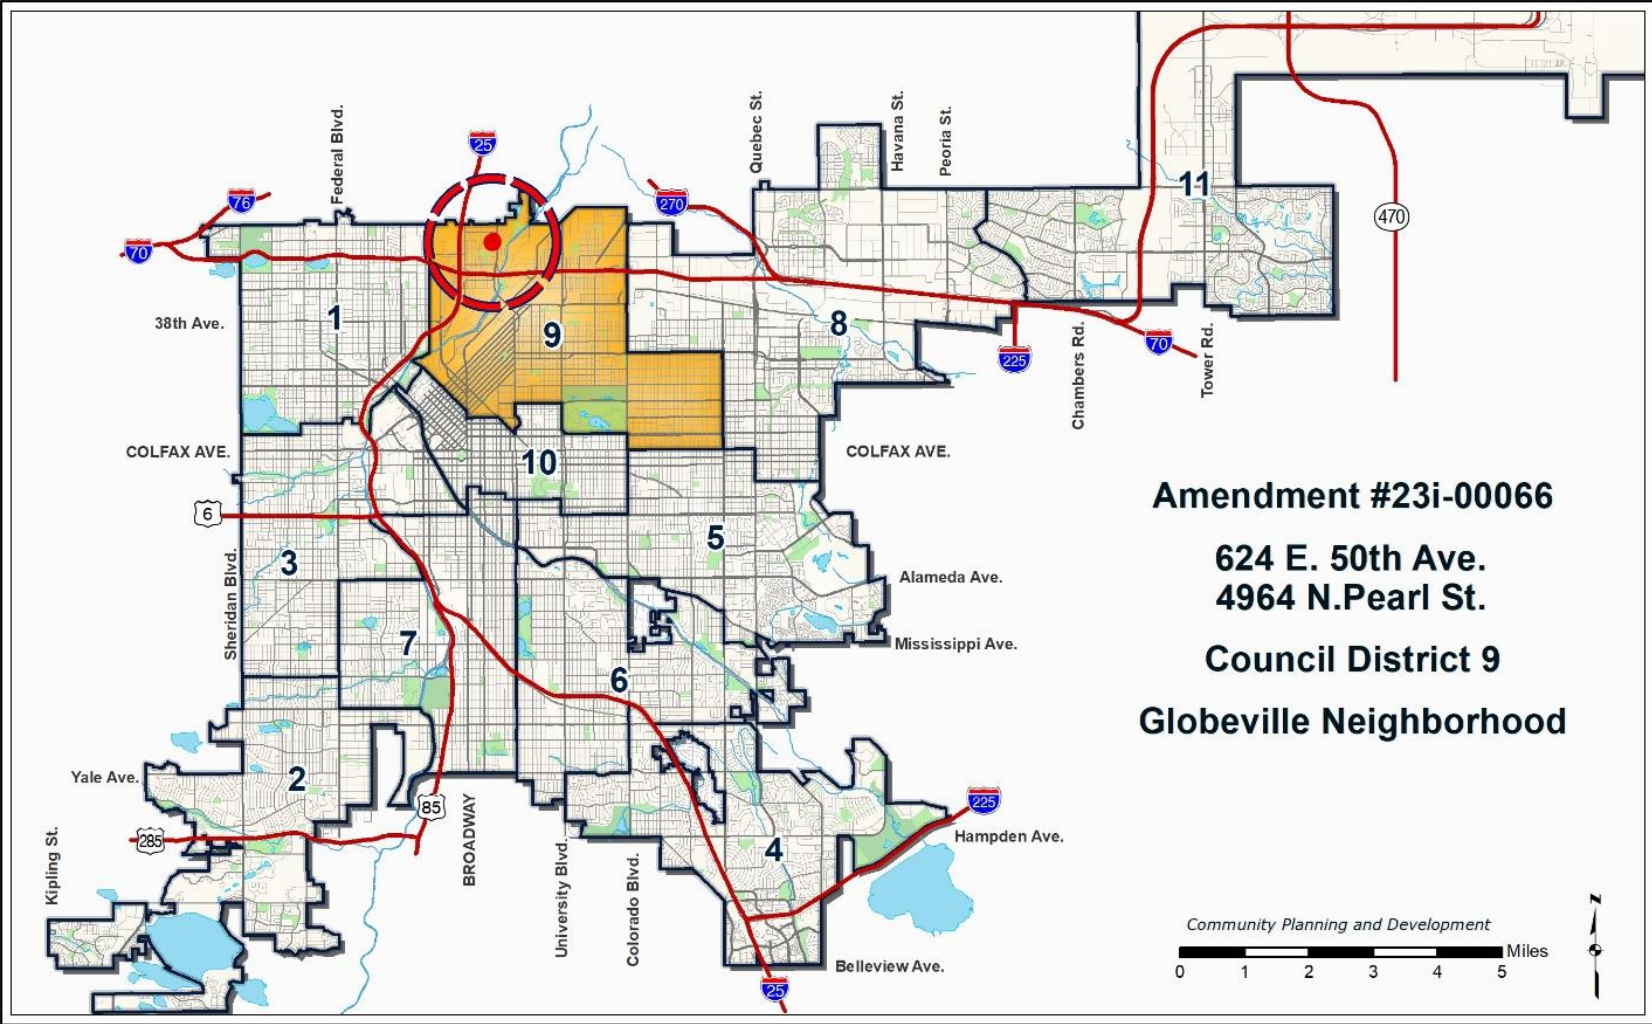 Federal Blvd.
25
Quebec St.
Havana St.
Peoria St.
76
270
11
70
470
1
9
8
38th Ave.
225
Chambers Rd.
70
Tower Rd.
COLFAX AVE.
10
COLFAX AVE.
6
5
3
Sheridan Blvd.
Alameda Ave.
7
Mississippi Ave.
6
2
Yale Ave.
85
225
285
Kipling St.
BROADWAY
University Blvd.
Colorado Blvd.
4
Hampden Ave.
Belleview Ave.
25
Amendment #23i-00066
624 E. 50th Ave.
4964 N.Pearl St.
Council District 9
Globeville Neighborhood
Community Planning and Development
Miles
0 1 2 3 4 5
N